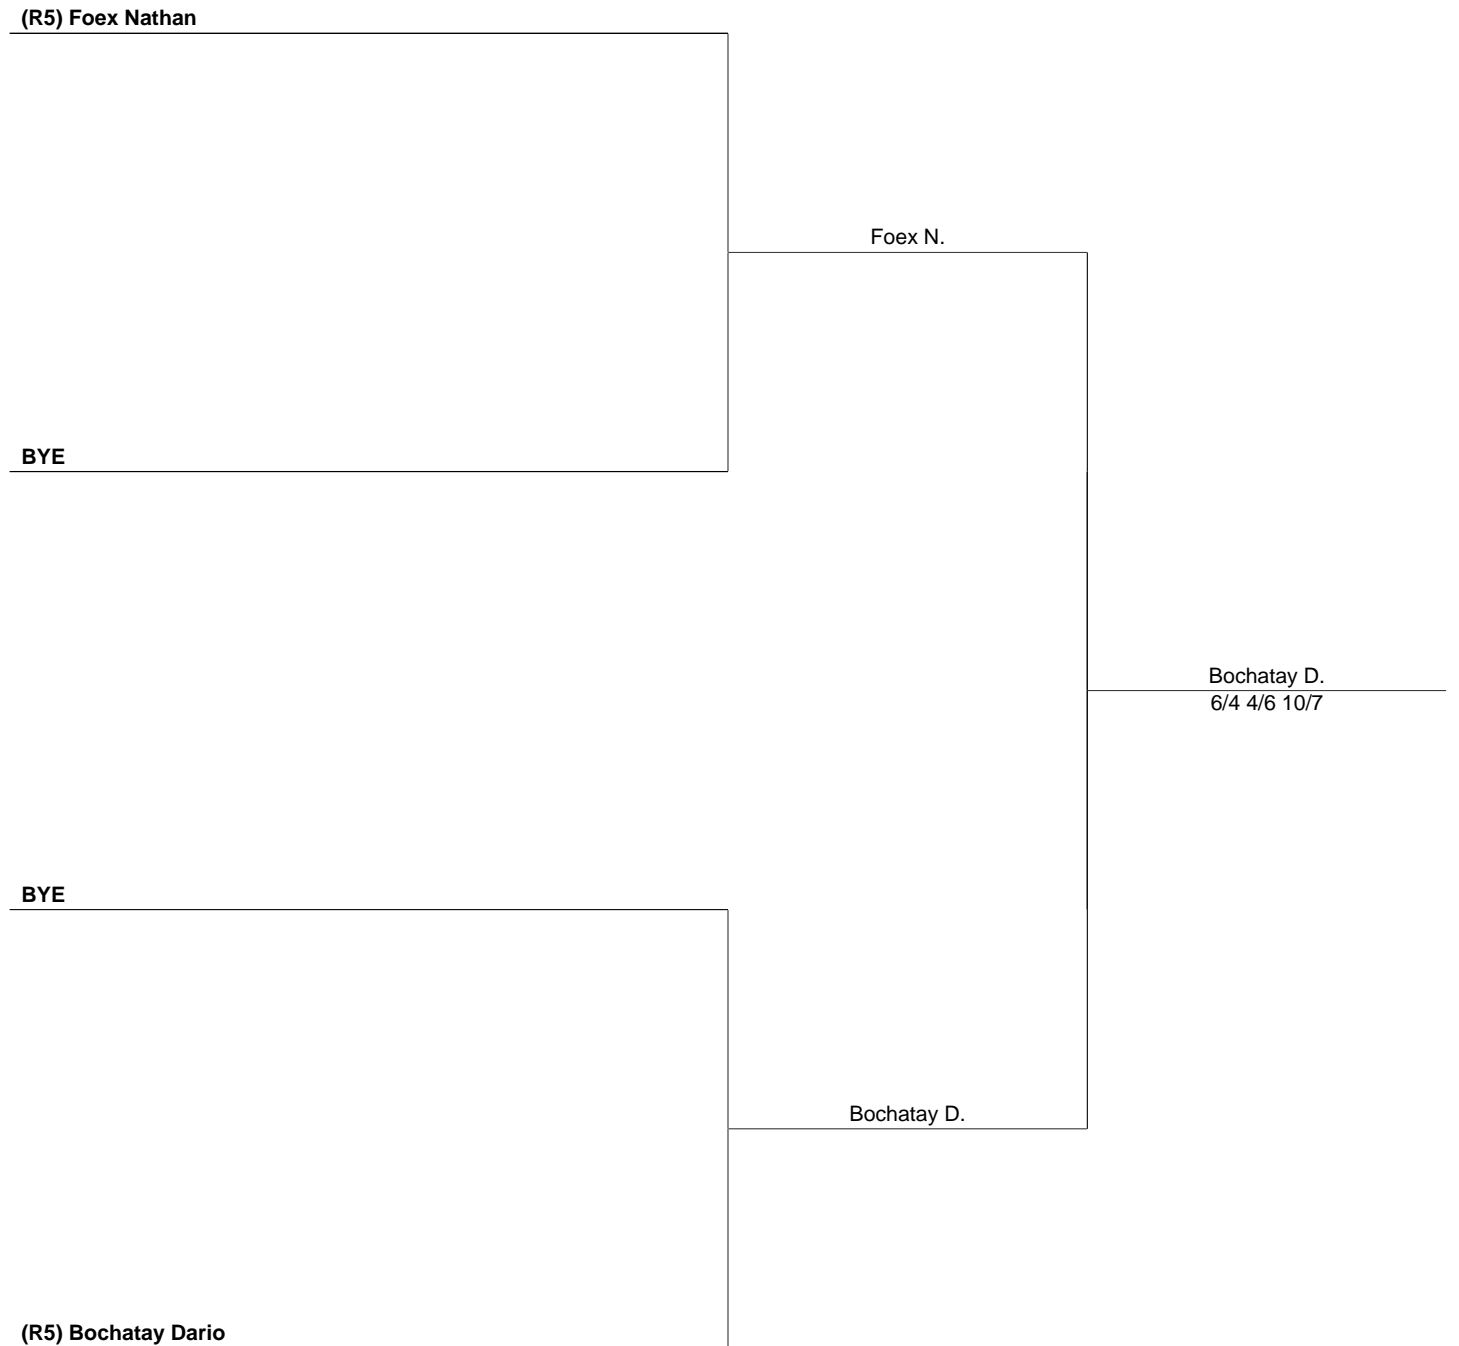 (R5) Foex Nathan
Foex N.
BYE
Bochatay D.
6/4 4/6 10/7
BYE
Bochatay D.
(R5) Bochatay Dario